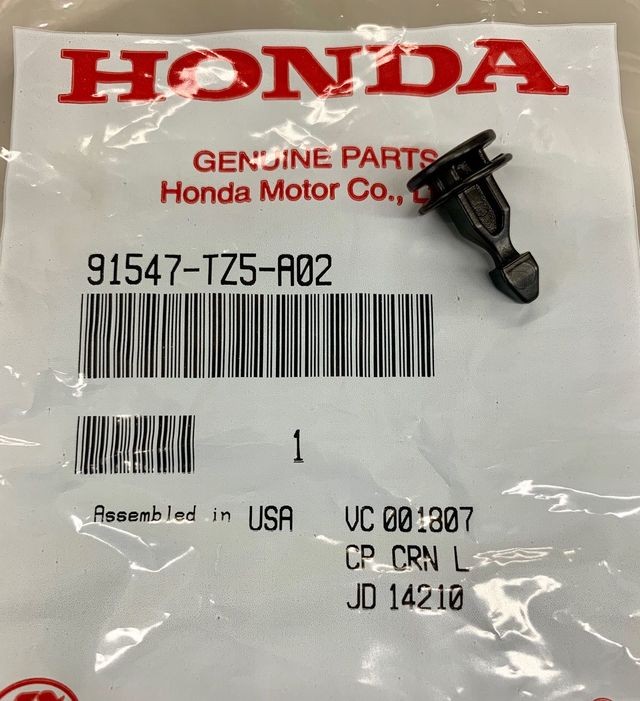 HONDA
GENUINE PARTS
Honda Motor Co.,
91547-TZ5-A02
1
Assembled in USA VC 001807
CP CRN L
JD 14210